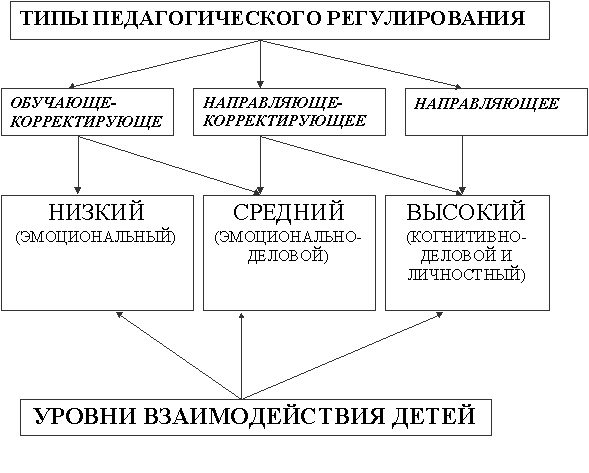 ТИПЫ ПЕДАГОГИЧЕСКОГО РЕГУЛИРОВАНИЯ
ОБУЧАЮЩЕ-
КОРРЕКТИРУЮЩЕ
НАПРАВЛЯЮЩЕ-
КОРРЕКТИРУЮЩЕЕ
НАПРАВЛЯЮЩЕЕ
НИЗКИЙ
(ЭМОЦИОНАЛЬНЫЙ)
СРЕДНИЙ
(ЭМОЦИОНАЛЬНО-
ДЕЛОВОЙ)
ВЫСОКИЙ
(КОГНИТИВНО-
ДЕЛОВОЙ И
ЛИЧНОСТНЫЙ)
УРОВНИ ВЗАИМОДЕЙСТВИЯ ДЕТЕЙ